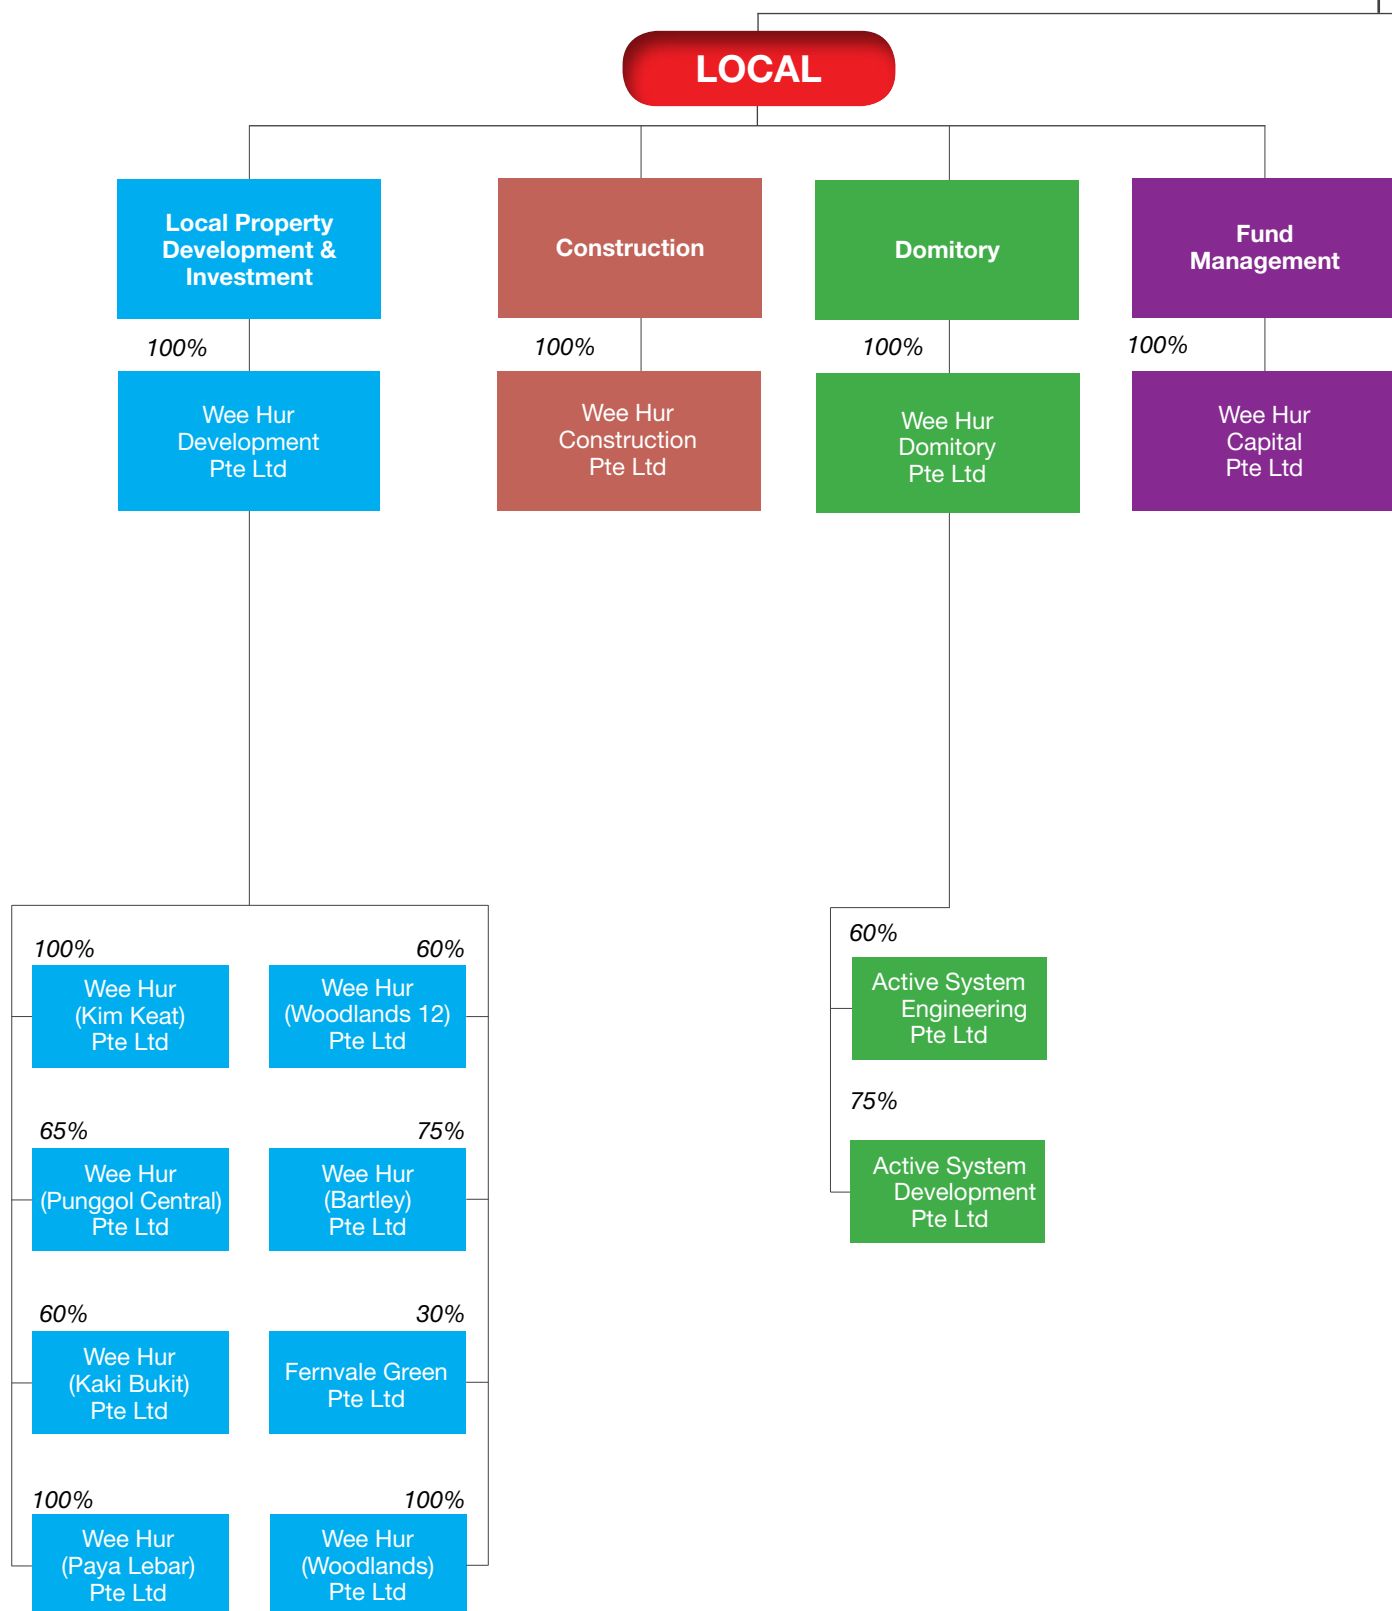 LOCAL
Local Property
Development &
Investment
Construction
Domitory
Fund
Management
100%
100%
100%
100%
Wee Hur
Development
Pte Ltd
Wee Hur
Construction
Pte Ltd
Wee Hur
Domitory
Pte Ltd
Wee Hur
Capital
Pte Ltd
100%
Wee Hur
(Kim Keat)
Pte Ltd
60%
Wee Hur
(Woodlands 12)
Pte Ltd
60%
Active System
Engineering
Pte Ltd
65%
Wee Hur
(Punggol Central)
Pte Ltd
75%
Wee Hur
(Bartley)
Pte Ltd
75%
Active System
Development
Pte Ltd
60%
Wee Hur
(Kaki Bukit)
Pte Ltd
30%
Fernvale Green
Pte Ltd
100%
Wee Hur
(Paya Lebar)
Pte Ltd
100%
Wee Hur
(Woodlands)
Pte Ltd